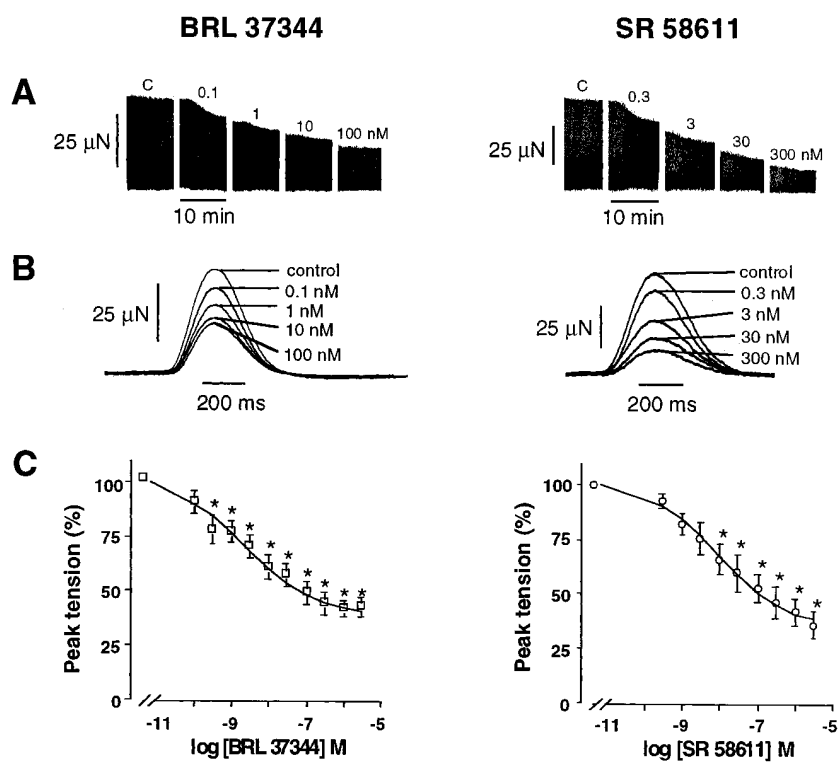 BRL 37344
SR 58611
A
C
0.1
1
10
100 nM
25 µN
10 min
C
0.3
3
30
300 nM
25 µN
10 min
B
control
0.1 nM
1 nM
10 nM
100 nM
25 µN
200 ms
control
0.3 nM
3 nM
30 nM
300 nM
25 µN
200 ms
C
Peak tension (%)
100
75
50
25
0
* * * * * * * * * *
-11 -9 -7 -5
log [BRL 37344] M
Peak tension (%)
100
75
50
25
0
* * * * * *
-11 -9 -7 -5
log [SR 58611] M